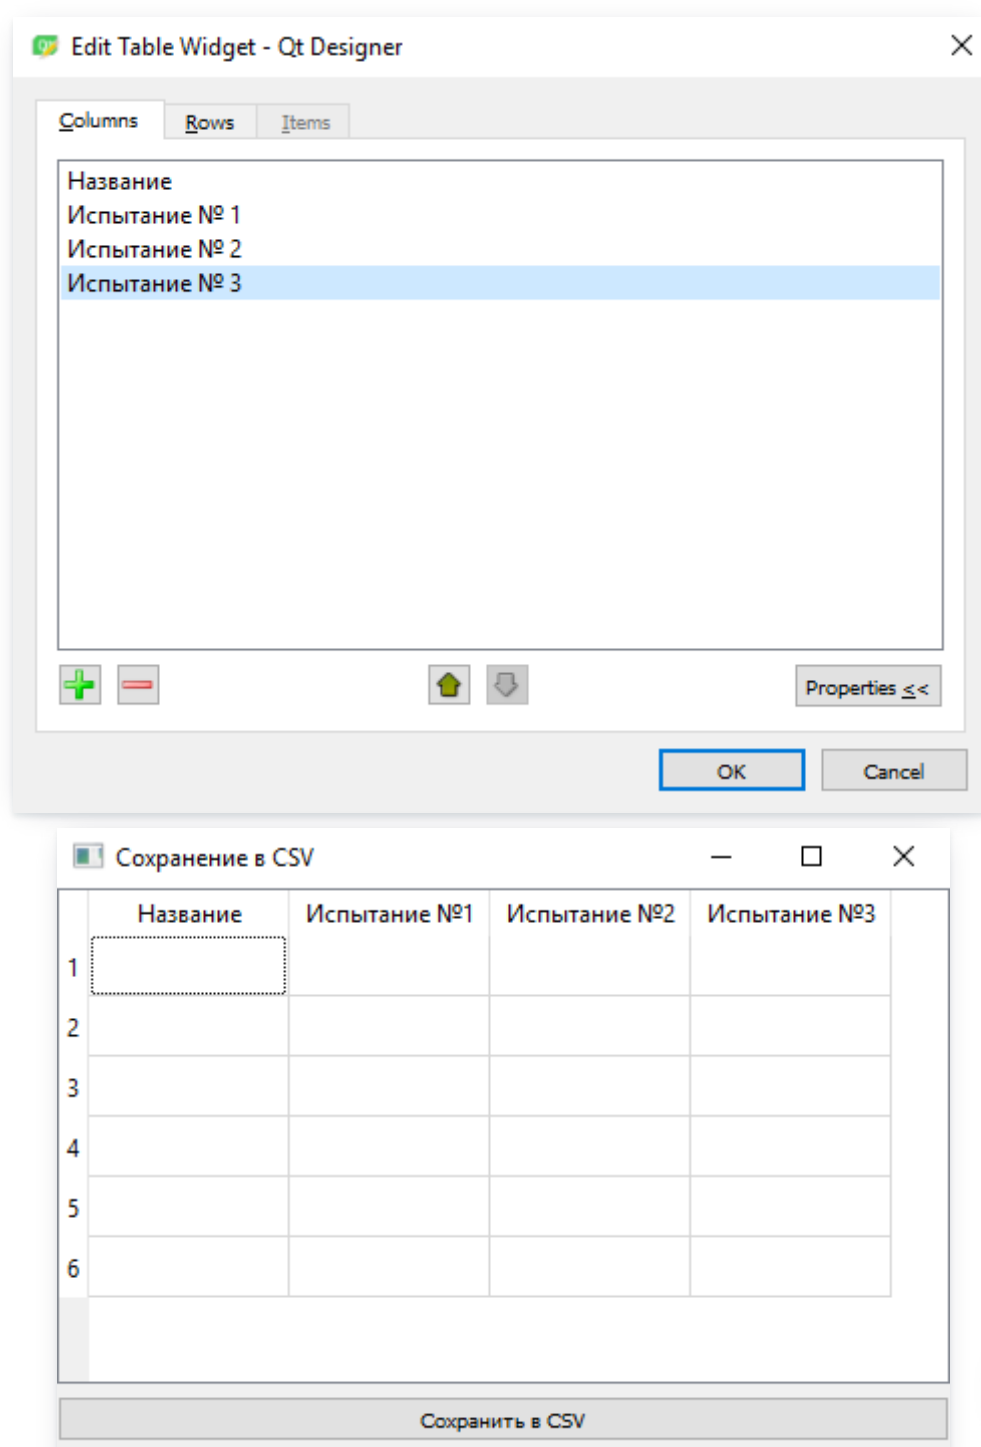 Edit Table Widget - Qt Designer
Columns Rows Items
Название
Испытание № 1
Испытание № 2
Испытание № 3
Properties <<
OK Cancel
Сохранение в CSV
Название Испытание №1 Испытание №2 Испытание №3
1
2
3
4
5
6
Сохранить в CSV